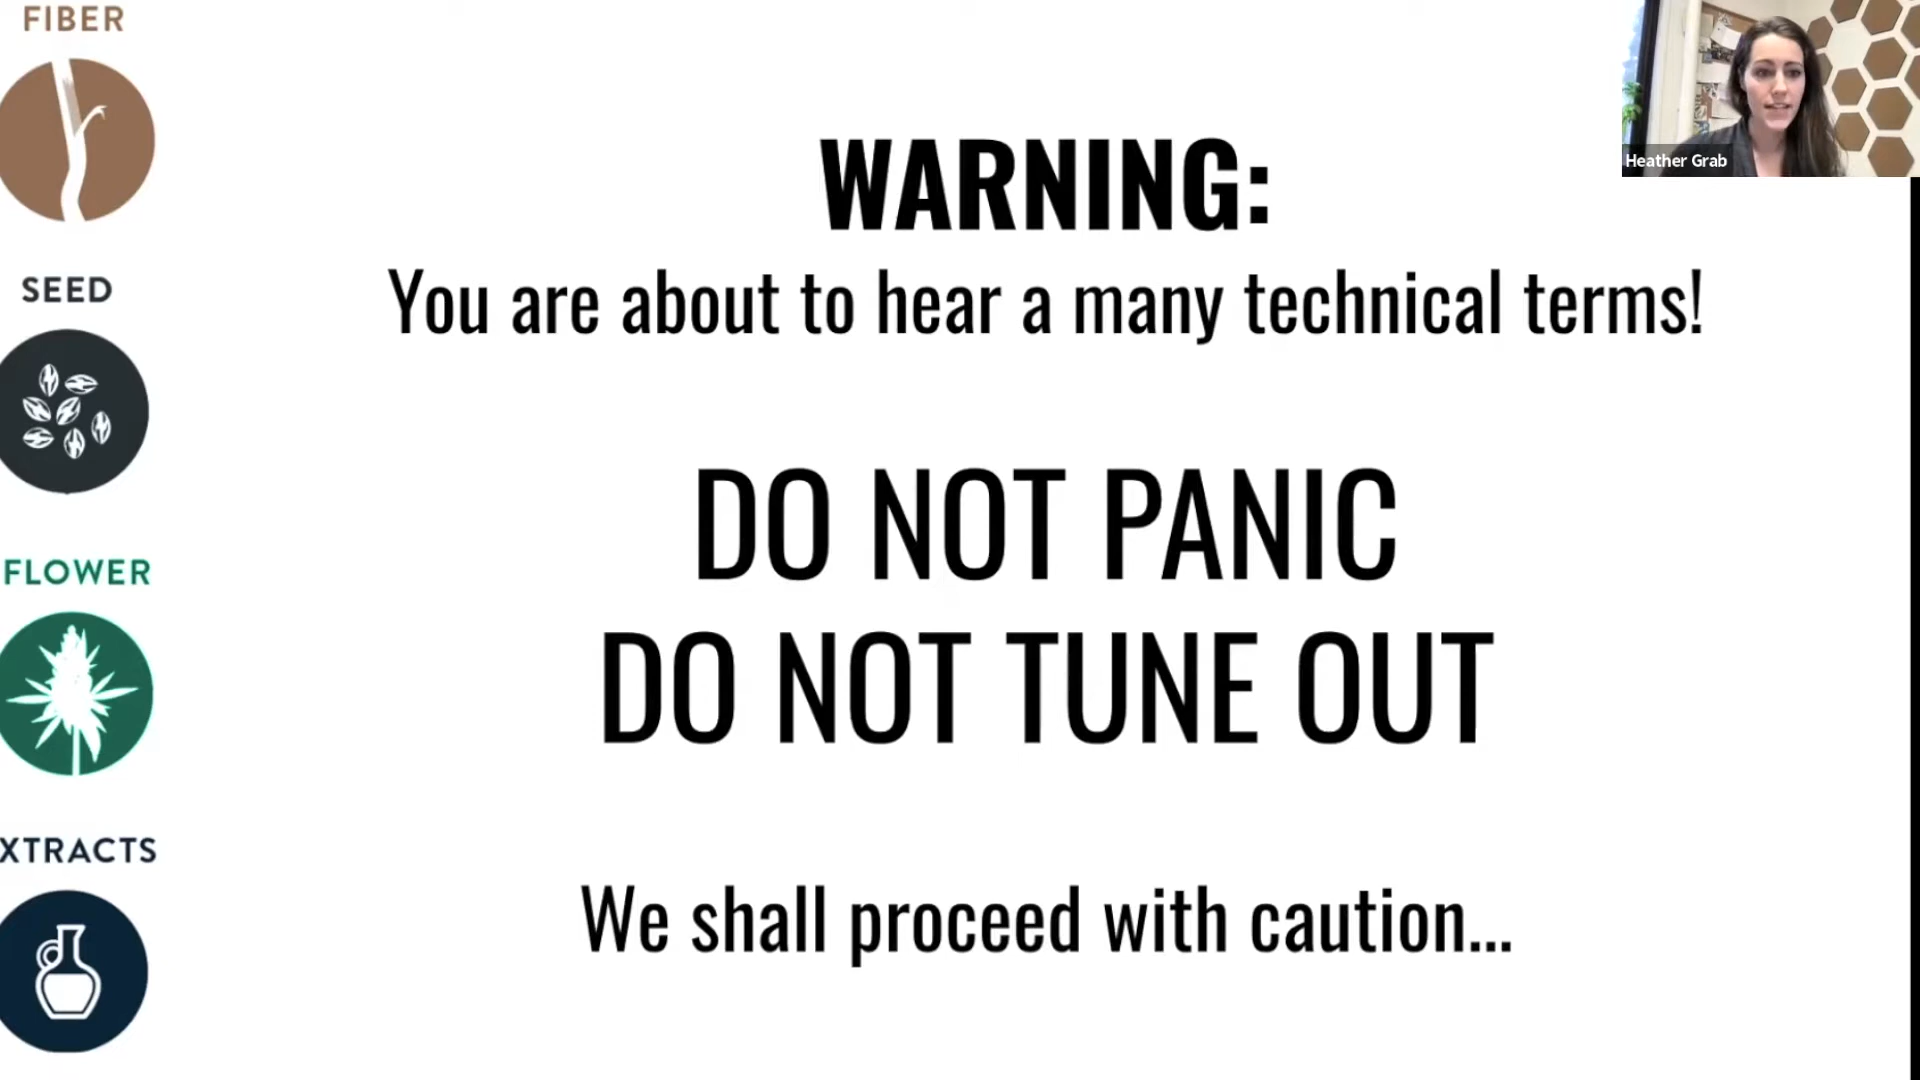 FIBER
SEED
FLOWER
XTRACTS
WARNING:
You are about to hear a many technical terms!
DO NOT PANIC
DO NOT TUNE OUT
We shall proceed with caution...
Heather Grab